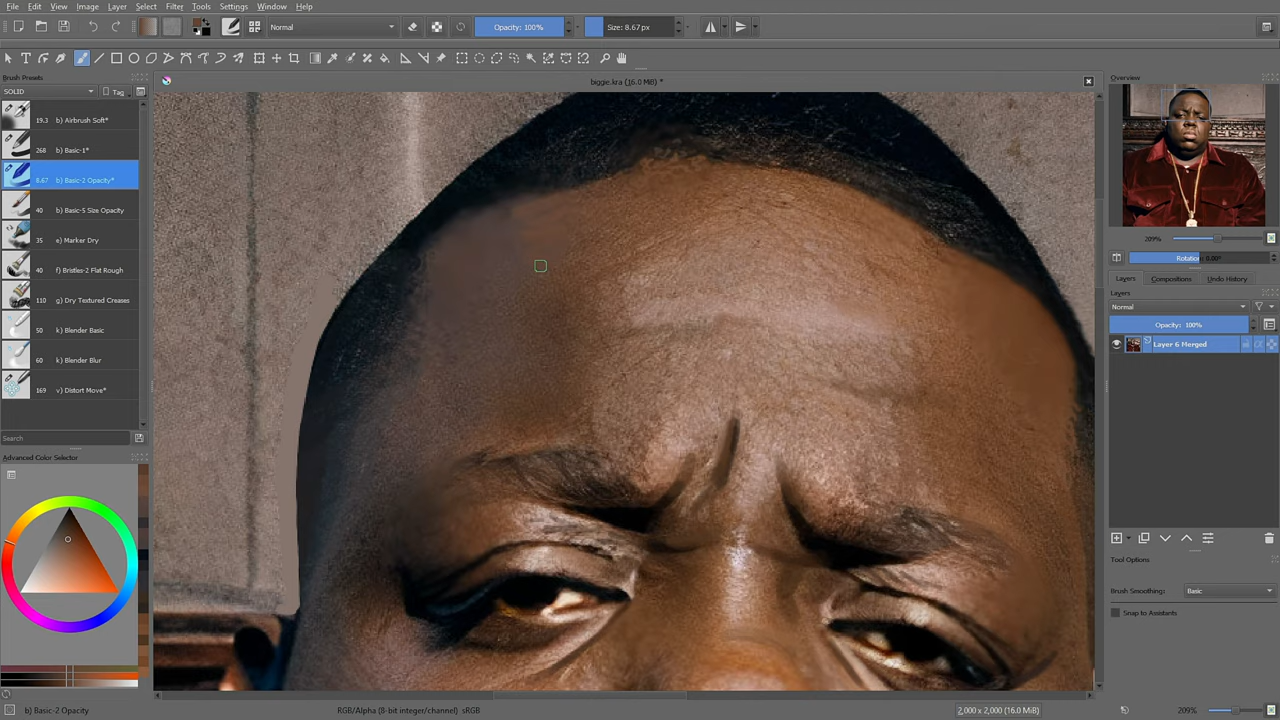 File Edit View Image Layer Select Filter Tools Settings Window Help
Normal Opacity: 100% Size: 8.67 px
Brush Presets
biggie.kra (16.0 MiB) *
Overview
SOLID Tag
19.3 b) Airbrush Soft*
268 b) Basic-1*
8.67 b) Basic-2 Opacity*
40 b) Basic-5 Size Opacity
35 e) Marker Dry
40 f) Bristles-2 Flat Rough
110 g) Dry Textured Creases
50 k) Blender Basic
60 k) Blender Blur
169 v) Distort Move*
Search
Advanced Color Selector
209%
Rotation: 0.00°
Layers Compositions Undo History
Layers
Normal
Opacity: 100%
Layer 6 Merged
Tool Options
Brush Smoothing: Basic
Snap to Assistants
b) Basic-2 Opacity RGB/Alpha (8-bit integer/channel) sRGB 2,000 x 2,000 (16.0 MiB) 209%